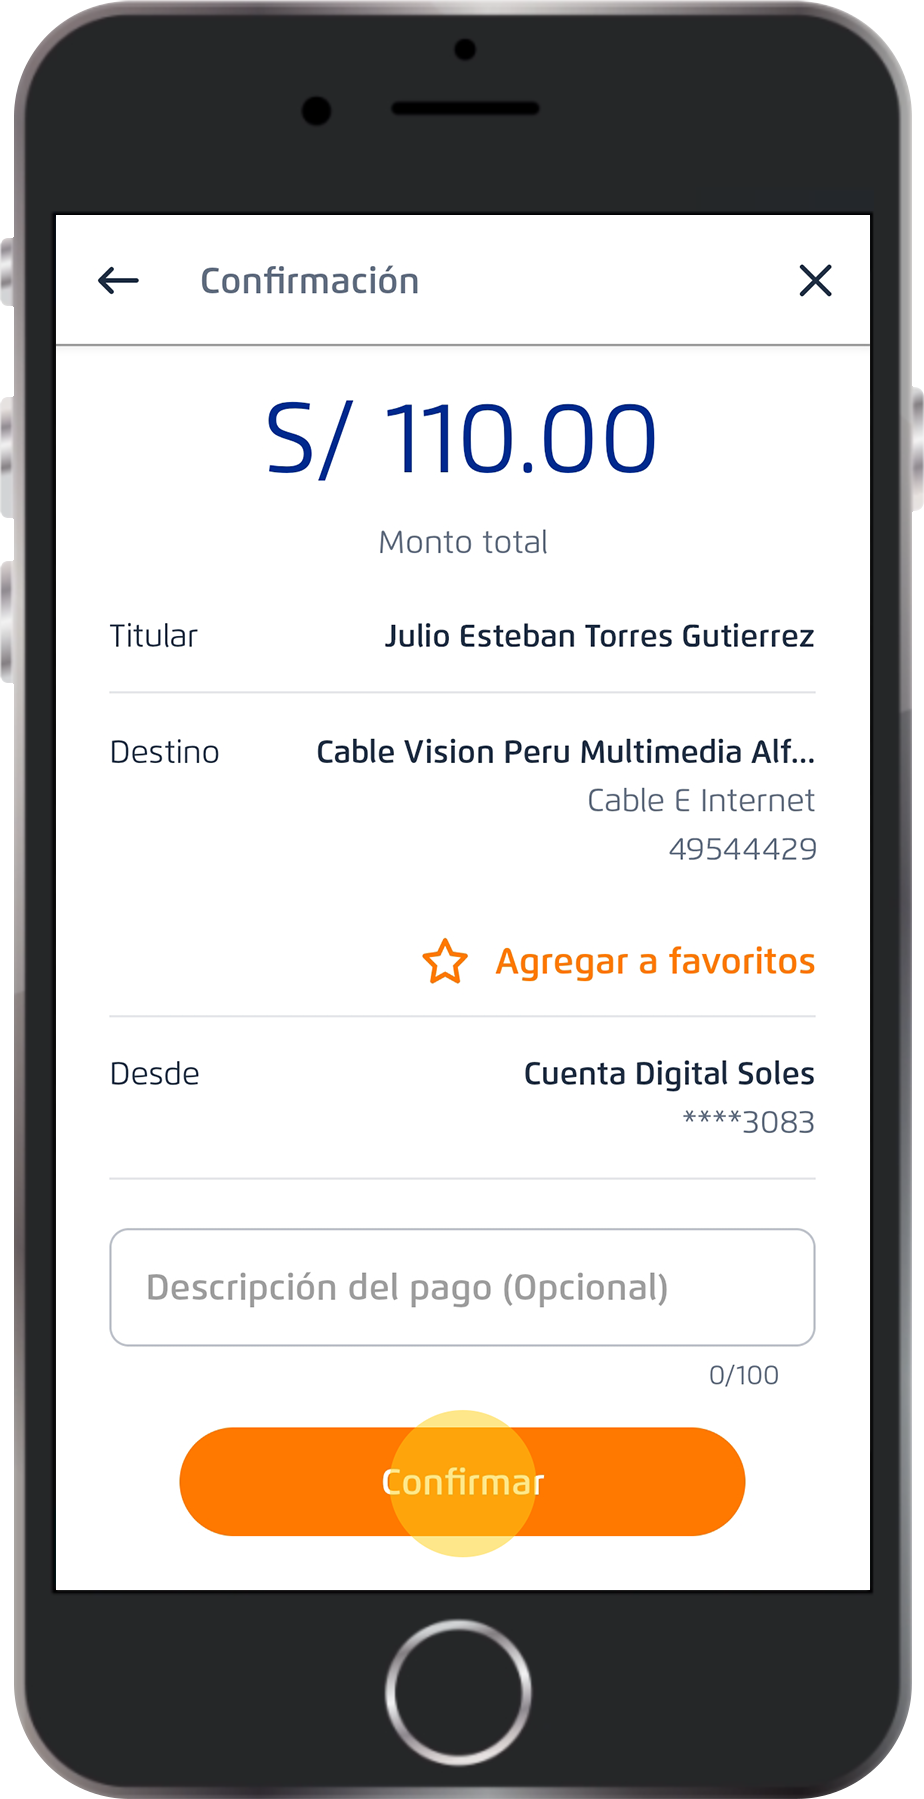 Confirmación
S/ 110.00
Monto total
Titular Julio Esteban Torres Gutierrez
Destino Cable Vision Peru Multimedia Alf...
Cable E Internet
49544429
Agregar a favoritos
Desde Cuenta Digital Soles
****3083
Descripción del pago (Opcional)
0/100
Confirmar